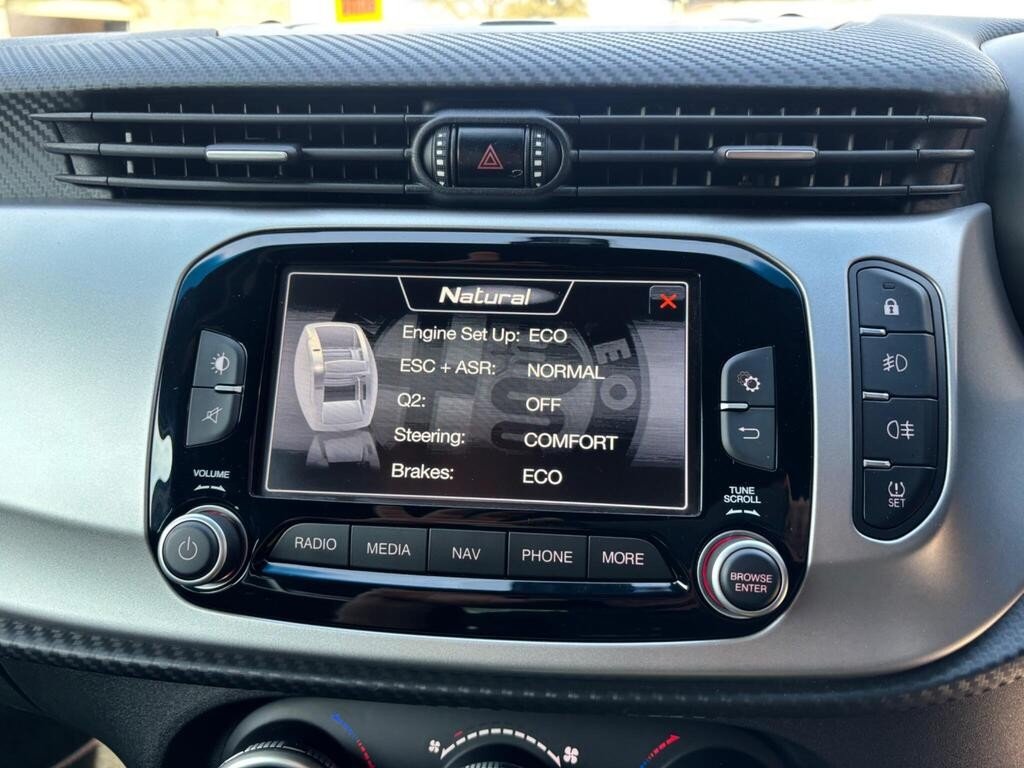 Natural
Engine Set Up: ECO
ESC + ASR: NORMAL
Q2: OFF
Steering: COMFORT
Brakes: ECO
EO
VOLUME
TUNE
SCROLL
RADIO
MEDIA
NAV
PHONE
MORE
BROWSE
ENTER
SET